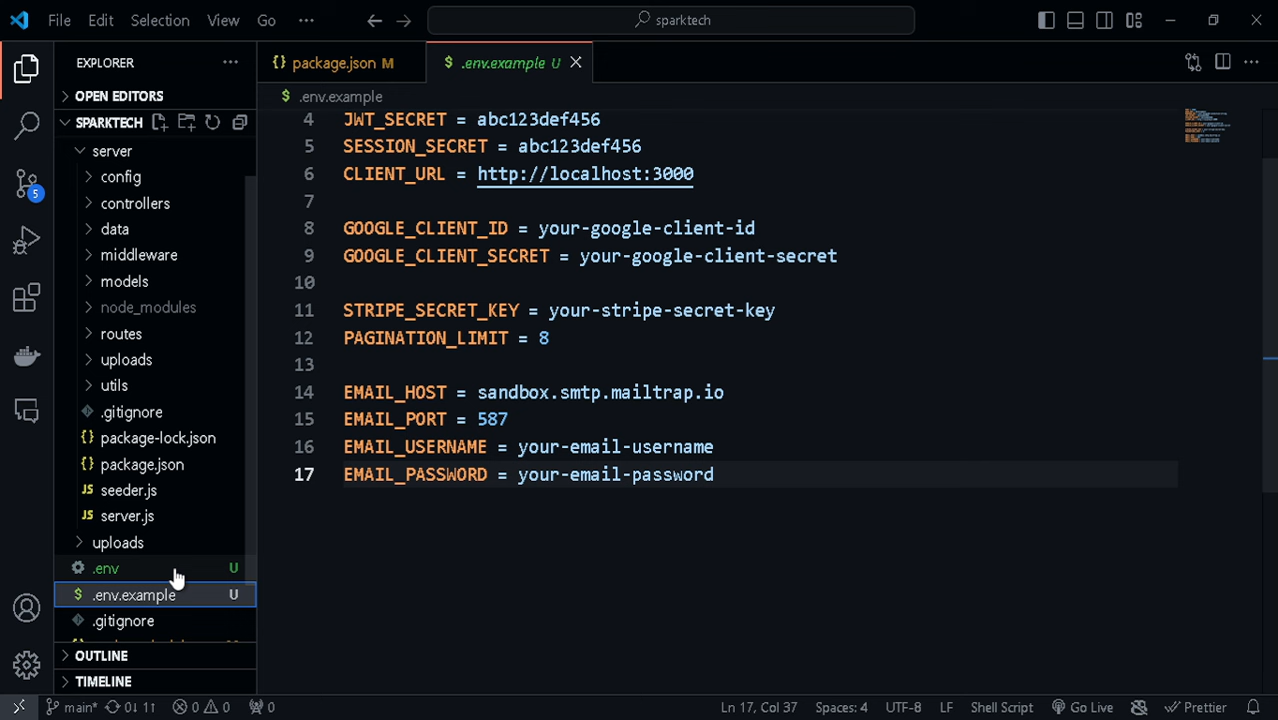 File Edit Selection View Go ··· sparktech
EXPLORER
OPEN EDITORS
SPARKTECH
server
config
controllers
data
middleware
models
node_modules
routes
uploads
utils
.gitignore
package-lock.json
package.json
seeder.js
server.js
uploads
.env U
.env.example U
.gitignore
OUTLINE
TIMELINE
{} package.json M
$ .env.example U
$ .env.example
4 JWT_SECRET = abc123def456
5 SESSION_SECRET = abc123def456
6 CLIENT_URL = http://localhost:3000
7
8 GOOGLE_CLIENT_ID = your-google-client-id
9 GOOGLE_CLIENT_SECRET = your-google-client-secret
10
11 STRIPE_SECRET_KEY = your-stripe-secret-key
12 PAGINATION_LIMIT = 8
13
14 EMAIL_HOST = sandbox.smtp.mailtrap.io
15 EMAIL_PORT = 587
16 EMAIL_USERNAME = your-email-username
17 EMAIL_PASSWORD = your-email-password
5
main* 0↓ 1↑ 0 0 0 Ln 17, Col 37 Spaces: 4 UTF-8 LF Shell Script Go Live Prettier